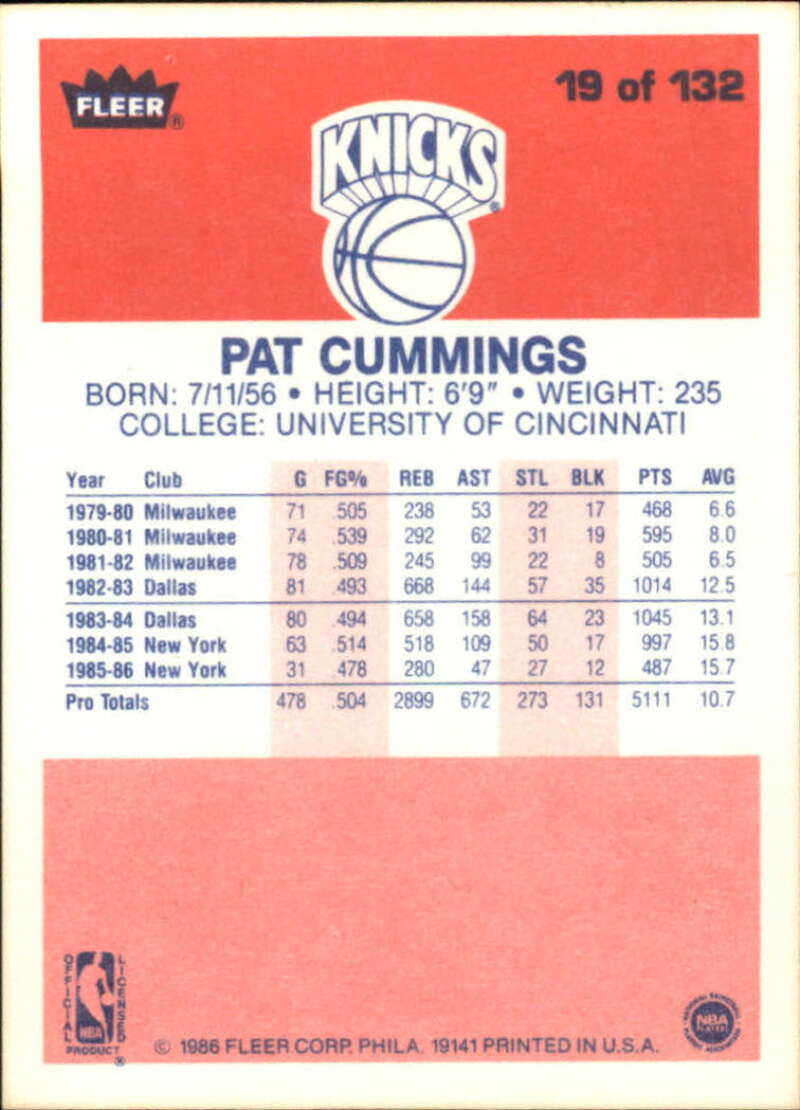 FLEER®
19 of 132
KNICKS®
PAT CUMMINGS
BORN: 7/11/56 • HEIGHT: 6'9" • WEIGHT: 235
COLLEGE: UNIVERSITY OF CINCINNATI
Year Club G FG% REB AST STL BLK PTS AVG
1979-80 Milwaukee 71 .505 238 53 22 17 468 6.6
1980-81 Milwaukee 74 .539 292 62 31 19 595 8.0
1981-82 Milwaukee 78 .509 245 99 22 8 505 6.5
1982-83 Dallas 81 .493 668 144 57 35 1014 12.5
1983-84 Dallas 80 .494 658 158 64 23 1045 13.1
1984-85 New York 63 .514 518 109 50 17 997 15.8
1985-86 New York 31 .478 280 47 27 12 487 15.7
Pro Totals 478 .504 2899 672 273 131 5111 10.7
OFFICIAL
LICENSED
NBA
PRODUCT ®
© 1986 FLEER CORP. PHILA. 19141 PRINTED IN U.S.A.
NBA
PLAYERS